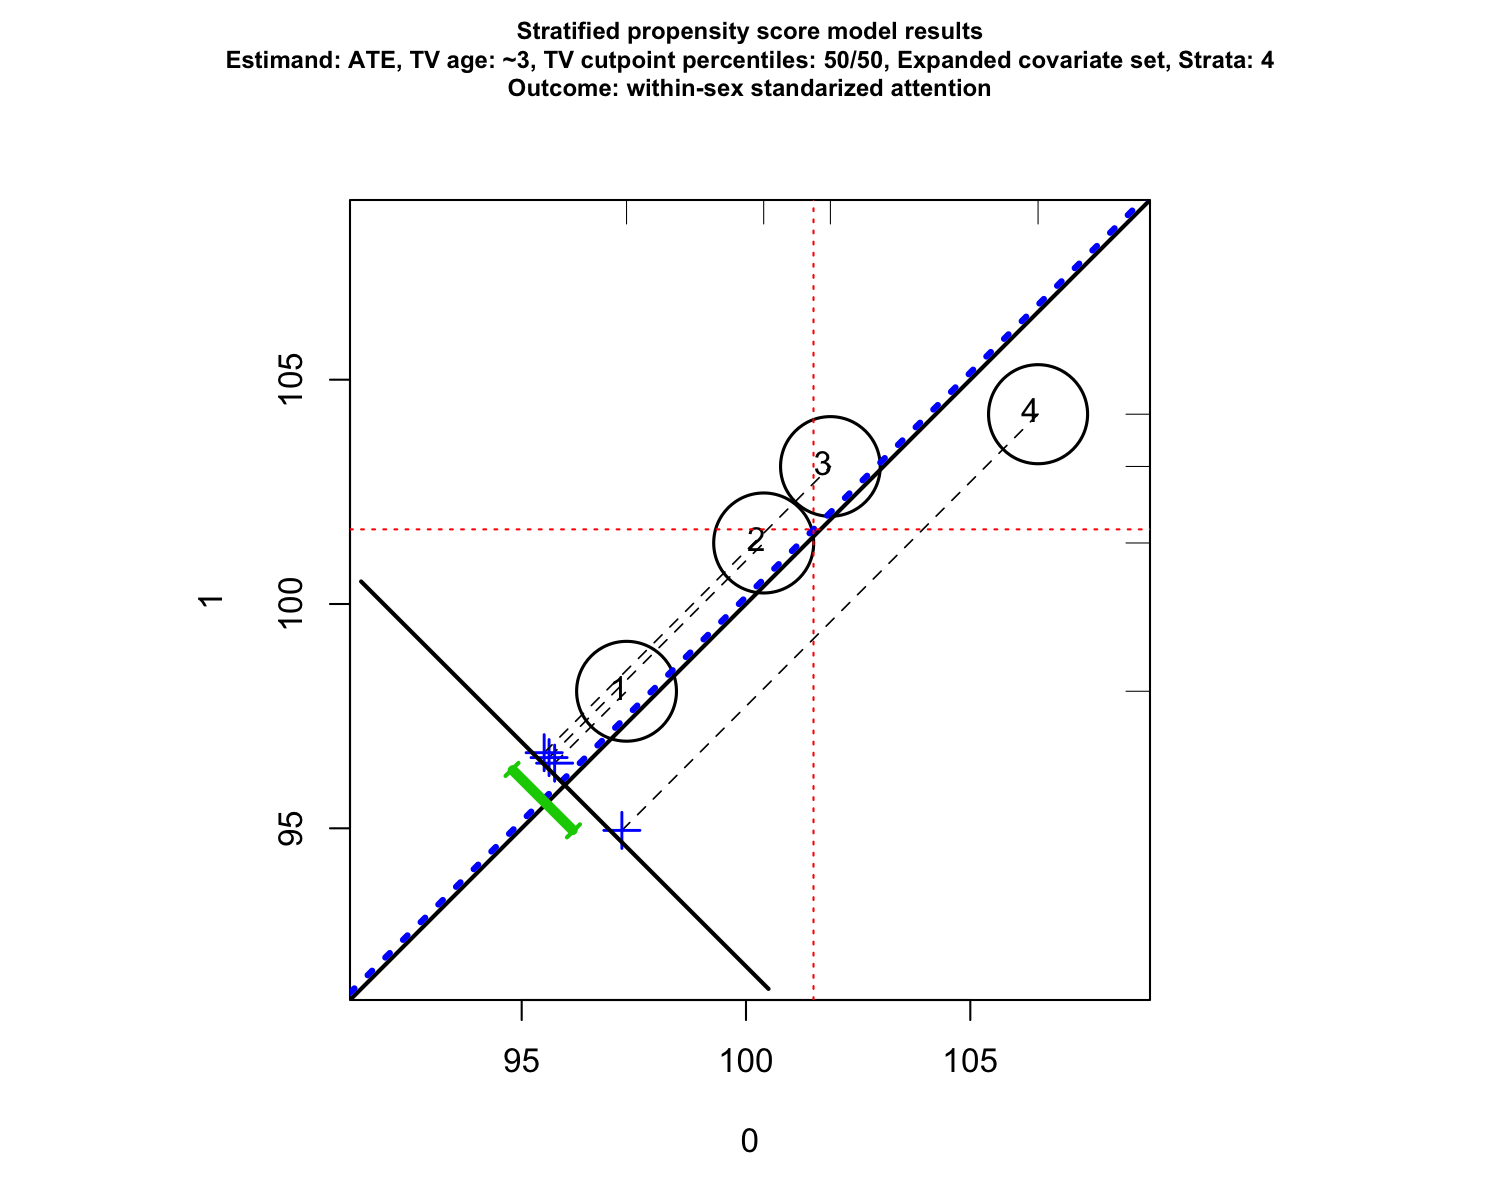 Stratified propensity score model results
Estimand: ATE, TV age: ~3, TV cutpoint percentiles: 50/50, Expanded covariate set, Strata: 4
Outcome: within-sex standarized attention
105
4
3
2
1
100
1
95
95 100 105
0